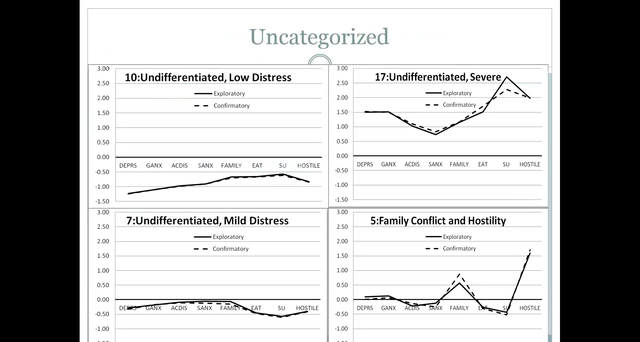 Uncategorized
10:Undifferentiated, Low Distress
3.00
2.50
2.00
1.50
1.00
0.50
0.00
-0.50
-1.00
-1.50
Exploratory
Confirmatory
DEPRS GANX ACDIS SANX FAMILY EAT SU HOSTILE
17:Undifferentiated, Severe
3.00
2.50
2.00
1.50
1.00
0.50
0.00
-0.50
-1.00
-1.50
Exploratory
Confirmatory
DEPRS GANX ACDIS SANX FAMILY EAT SU HOSTILE
7:Undifferentiated, Mild Distress
3.00
2.50
2.00
1.50
1.00
0.50
0.00
-0.50
-1.00
Exploratory
Confirmatory
DEPRS GANX ACDIS SANX FAMILY EAT SU HOSTILE
5:Family Conflict and Hostility
3.00
2.50
2.00
1.50
1.00
0.50
0.00
-0.50
-1.00
Exploratory
Confirmatory
DEPRS GANX ACDIS SANX FAMILY EAT SU HOSTILE